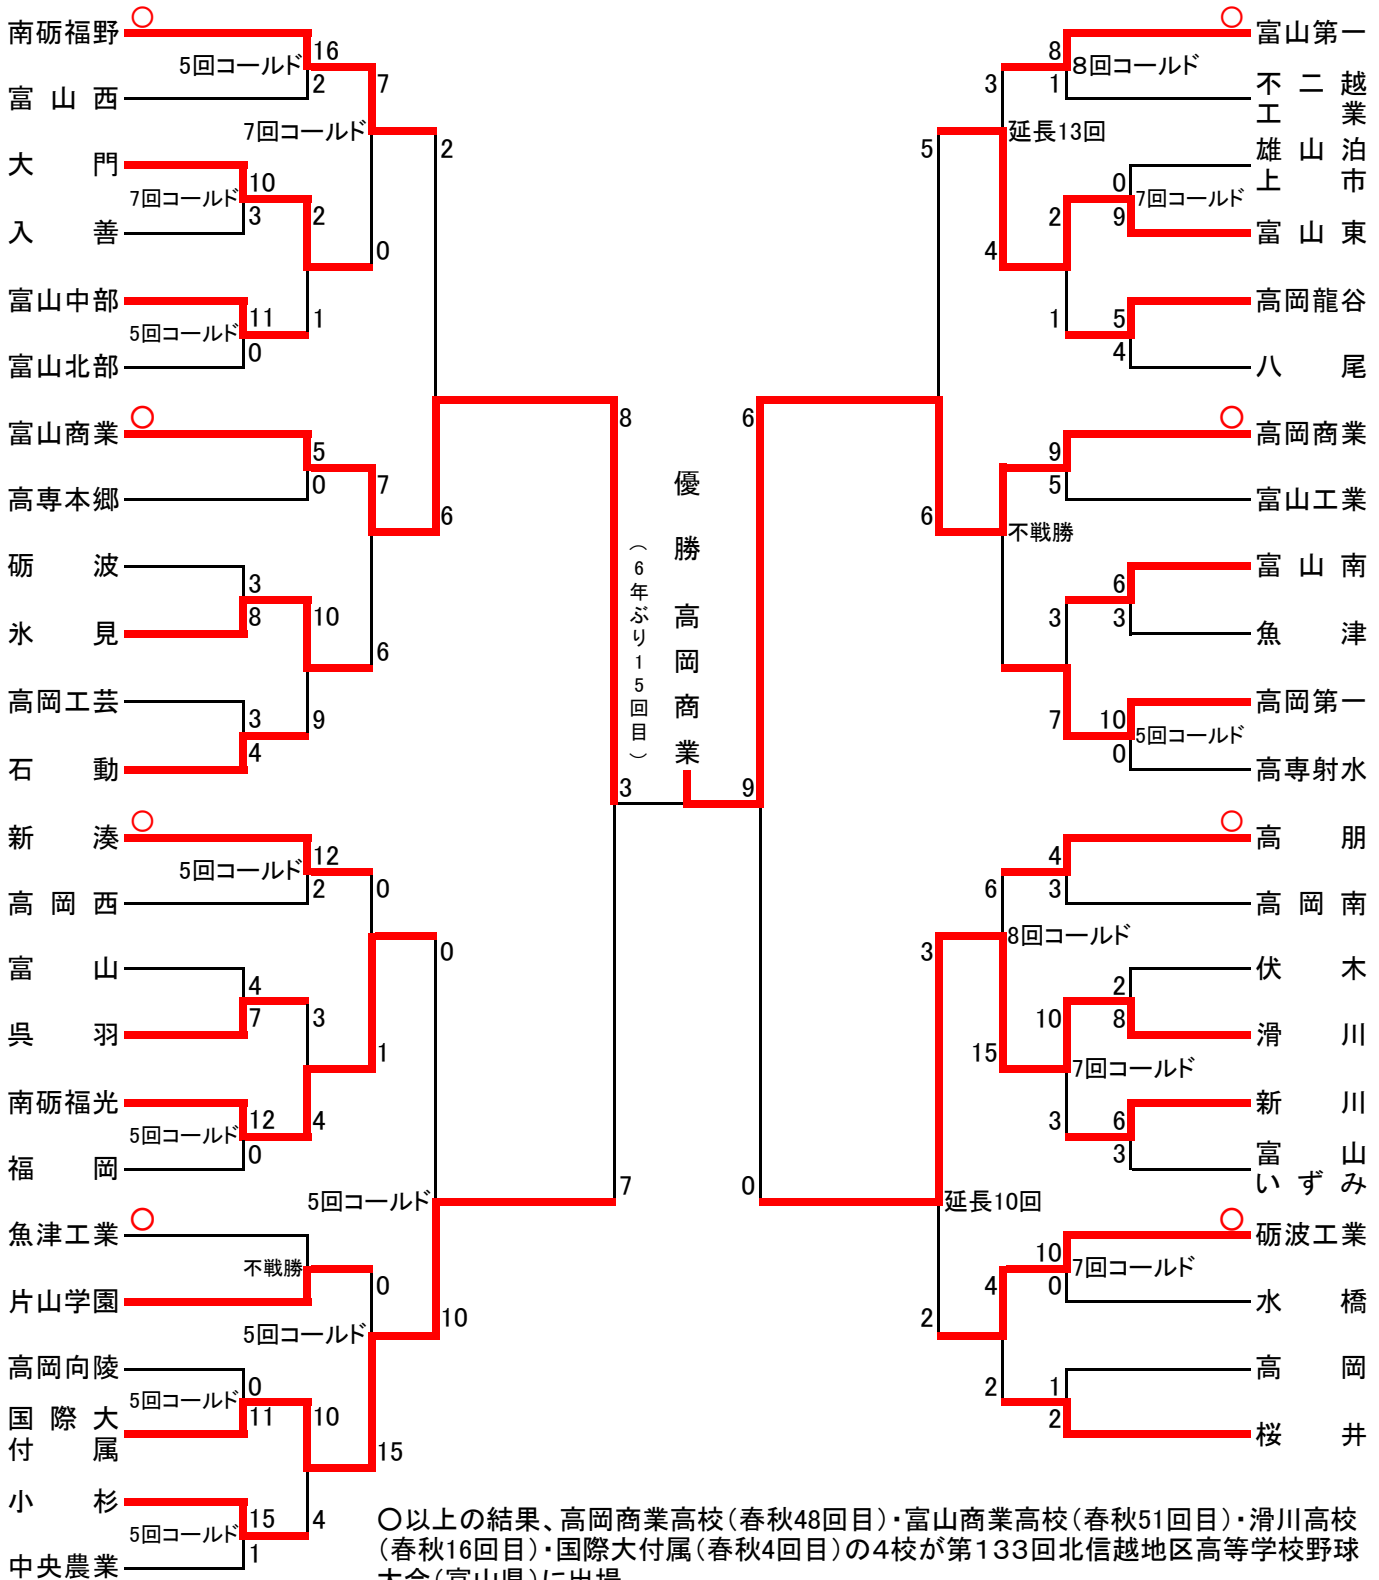 南砺福野 ○
富山西
大門
入善
富山中部
富山北部
富山商業 ○
高専本郷
砺波
氷見
高岡工芸
石動
新湊 ○
高岡西
富山
呉羽
南砺福光
福岡
魚津工業 ○
片山学園
高岡向陵
国際大
付属
小杉
中央農業
5回コールド
16
2
7
7回コールド
2
7回コールド
10
3
2
0
5回コールド
11
0
1
5
0
7
6
3
8
10
6
3
4
9
5回コールド
12
2
0
0
4
7
3
1
5回コールド
12
0
4
5回コールド
不戦勝
0
5回コールド
10
5回コールド
0
11
10
15
5回コールド
15
1
4
8
3
7
優勝 高岡商業
(6年ぶり15回目)
6
9
0
○ 富山第一
不二越
工業
雄山泊
上市
富山東
高岡龍谷
八尾
○ 高岡商業
富山工業
富山南
魚津
高岡第一
高専射水
○ 高朋
高岡南
伏木
滑川
新川
富山
いずみ
○ 砺波工業
水橋
高岡
桜井
8
1
8回コールド
3
延長13回
5
0
9
7回コールド
2
4
1
5
4
9
5
6
不戦勝
6
3
3
7
10
0
5回コールド
4
3
6
8回コールド
3
2
8
10
15
7回コールド
3
6
3
延長10回
10
0
7回コールド
4
2
2
1
2
○以上の結果、高岡商業高校(春秋48回目)・富山商業高校(春秋51回目)・滑川高校
(春秋16回目)・国際大付属(春秋4回目)の4校が第133回北信越地区高等学校野球
大会(富山県)に出場